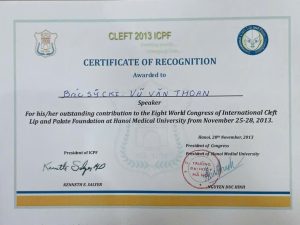 CLEFT 2013 ICPF
CERTIFICATE OF RECOGNITION
Awarded to
BÁC SỸ CKI. VŨ VĂN THOAN
Speaker
For his/her outstanding contribution to the Eight World Congress of International Cleft
Lip and Palate Foundation at Hanoi Medical University from November 25-28, 2013.
Hanoi, 28th November, 2013
President of ICPF
President of Congress
President of Hanoi Medical University
KENNETH E. SALYER
NGUYEN DUC HINH